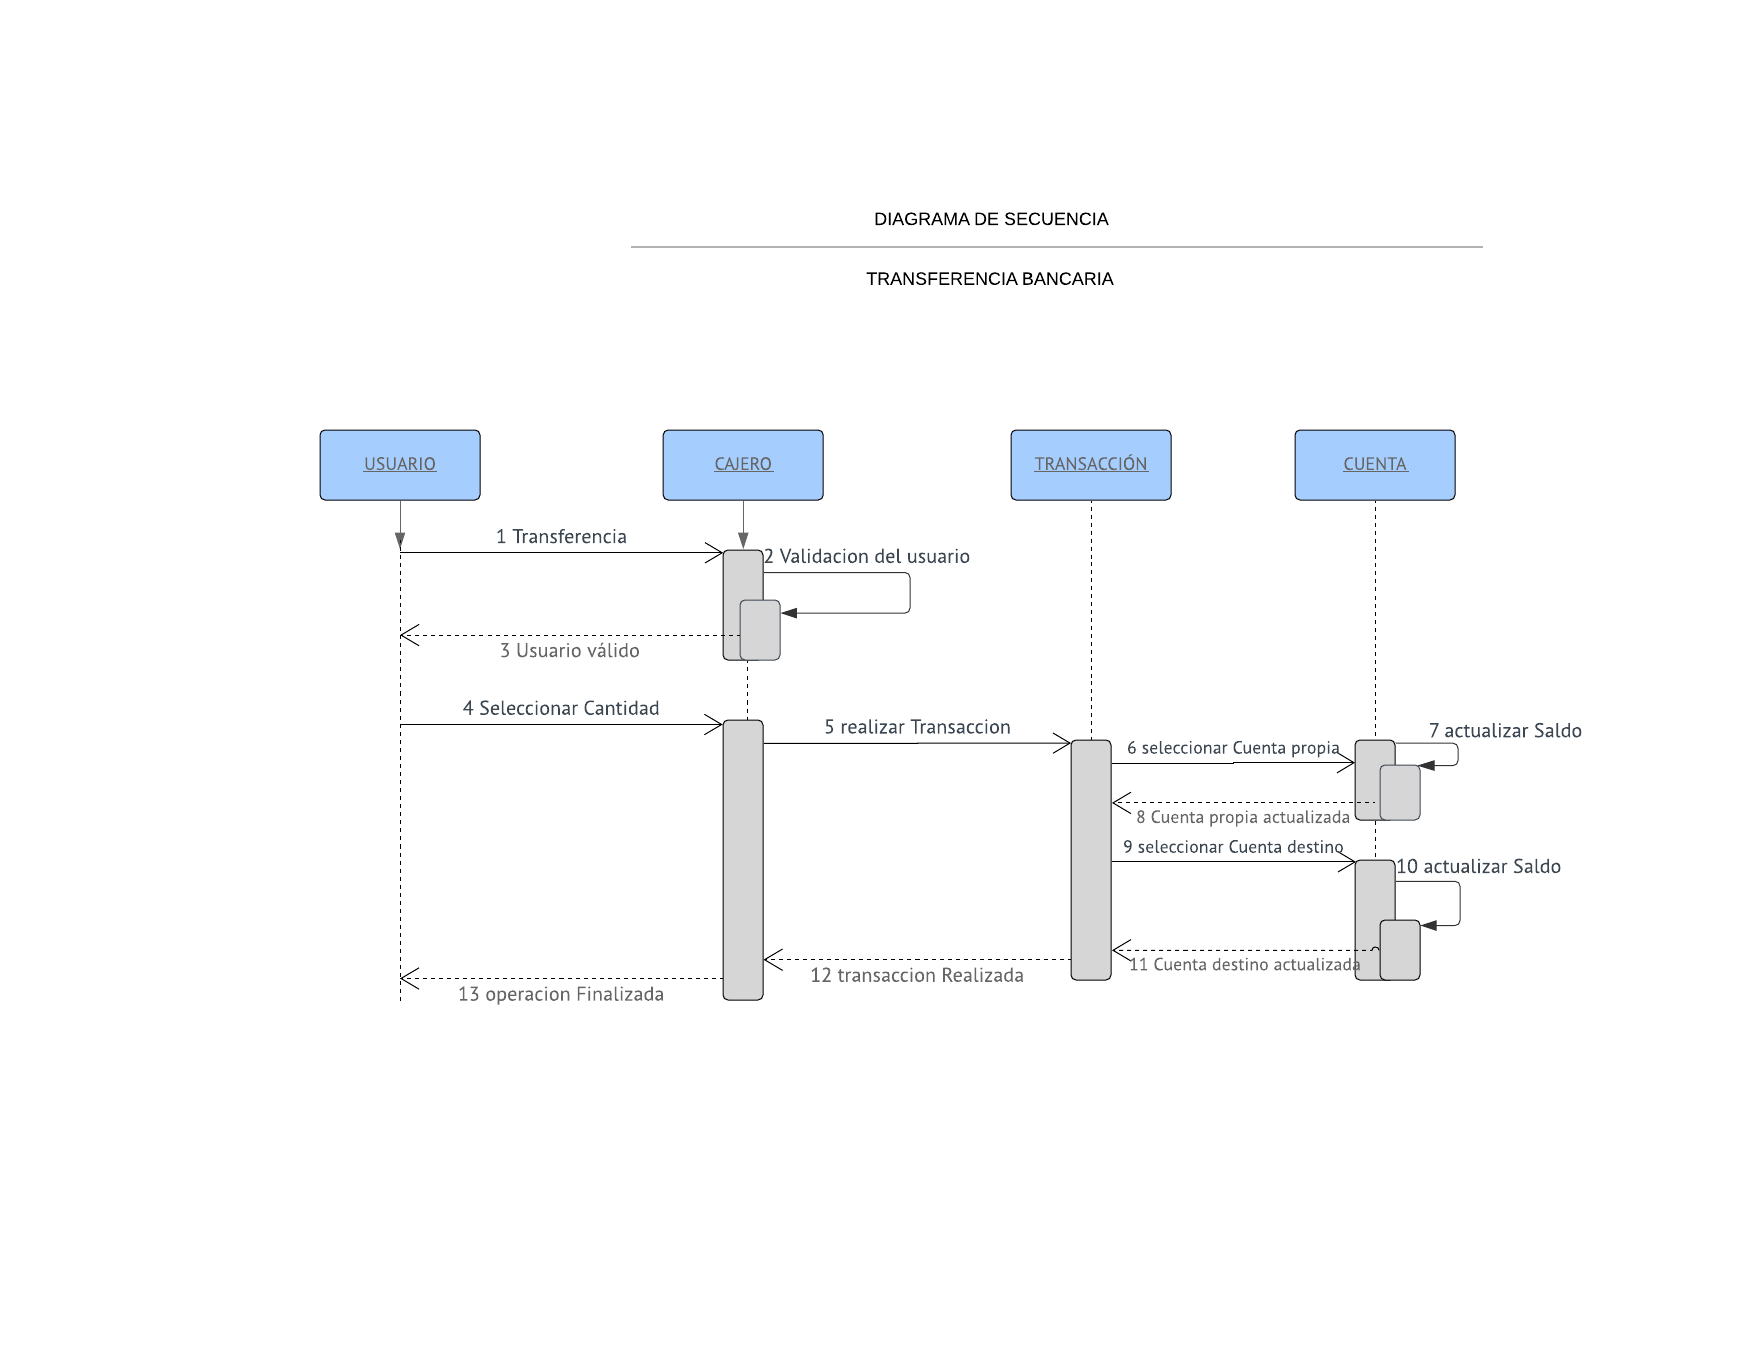 DIAGRAMA DE SECUENCIA
TRANSFERENCIA BANCARIA
USUARIO
CAJERO
TRANSACCIÓN
CUENTA
1 Transferencia
2 Validacion del usuario
3 Usuario válido
4 Seleccionar Cantidad
5 realizar Transaccion
6 seleccionar Cuenta propia
7 actualizar Saldo
8 Cuenta propia actualizada
9 seleccionar Cuenta destino
10 actualizar Saldo
11 Cuenta destino actualizada
12 transaccion Realizada
13 operacion Finalizada